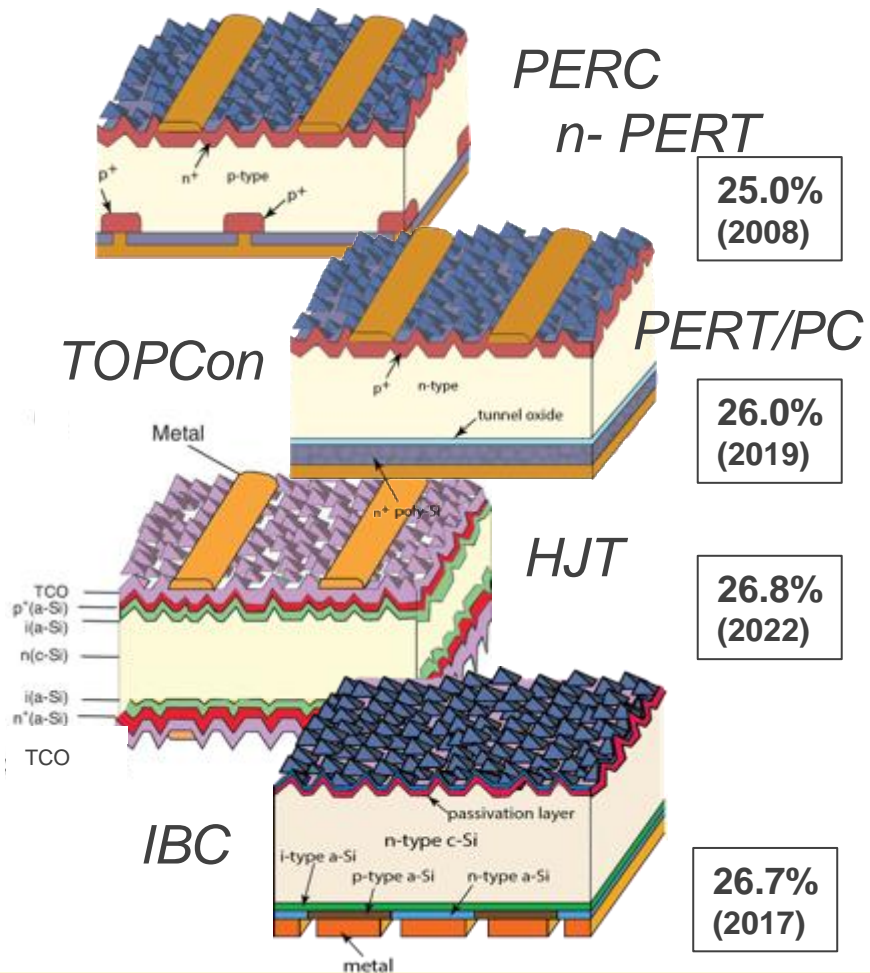 PERC
n- PERT
25.0%
(2008)
p+
n+
p-type
p+
TOPCon
PERT/PC
p+
n-type
tunnel oxide
n+ poly-Si
26.0%
(2019)
Metal
HJT
TCO
p+(a-Si)
i(a-Si)
n(c-Si)
i(a-Si)
n+(a-Si)
TCO
26.8%
(2022)
IBC
passivation layer
n-type c-Si
i-type a-Si
p-type a-Si
n-type a-Si
metal
26.7%
(2017)